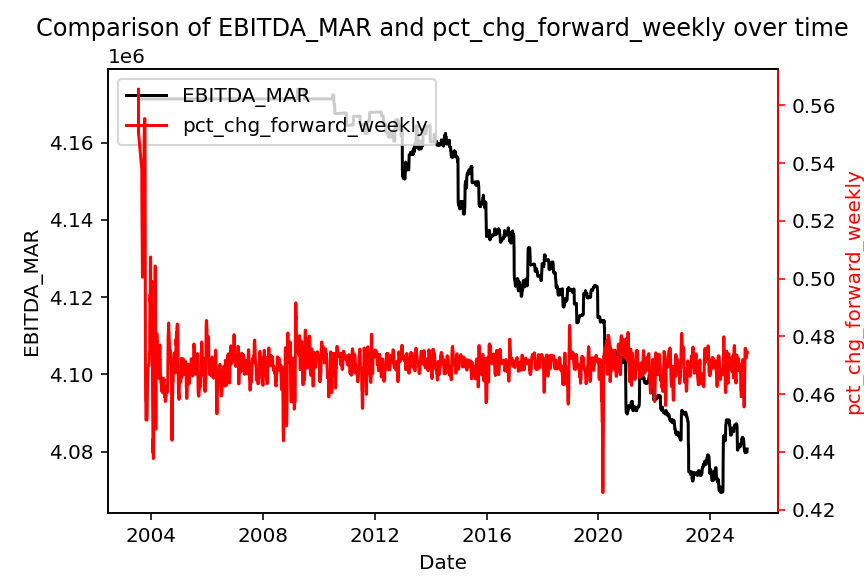 Comparison of EBITDA_MAR and pct_chg_forward_weekly over time
1e6
EBITDA_MAR
pct_chg_forward_weekly
4.16
4.14
4.12
4.10
4.08
EBITDA_MAR
0.56
0.54
0.52
0.50
0.48
0.46
0.44
0.42
pct_chg_forward_weekly
2004 2008 2012 2016 2020 2024
Date